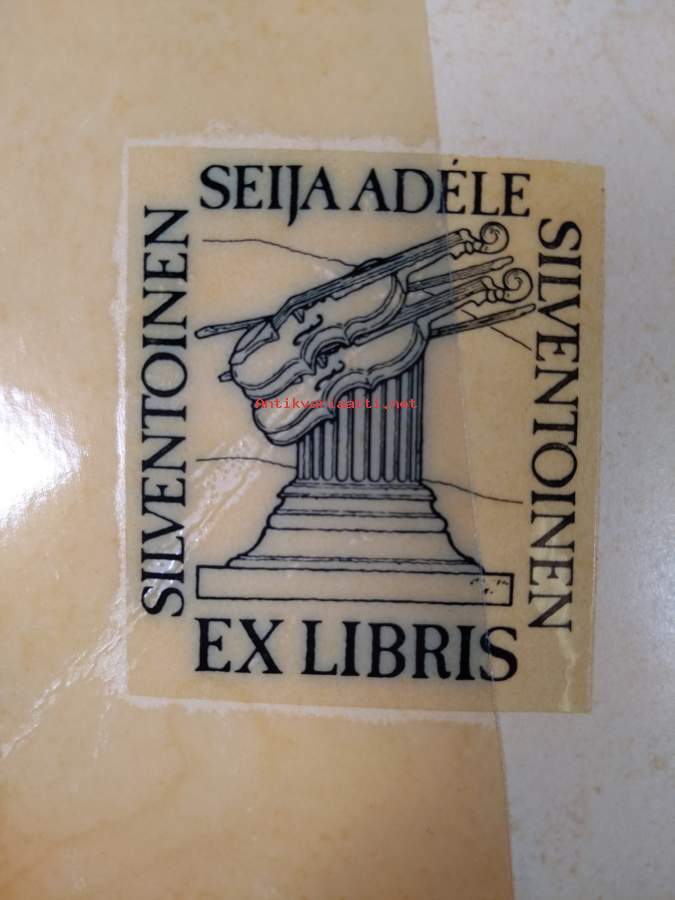 SEIJA ADÉLE
SILVENTOINEN
SILVENTOINEN
Antikvariaatti.net
EX LIBRIS